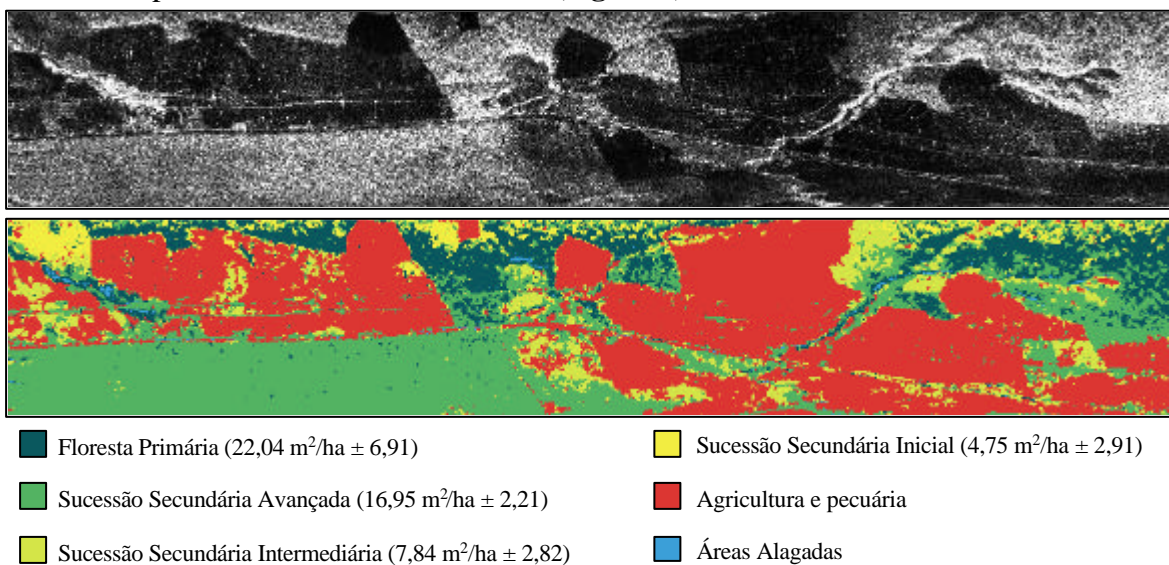 Floresta Primária (22,04 m²/ha ± 6,91)
Sucessão Secundária Inicial (4,75 m²/ha ± 2,91)
Sucessão Secundária Avançada (16,95 m²/ha ± 2,21)
Agricultura e pecuária
Sucessão Secundária Intermediária (7,84 m²/ha ± 2,82)
Áreas Alagadas